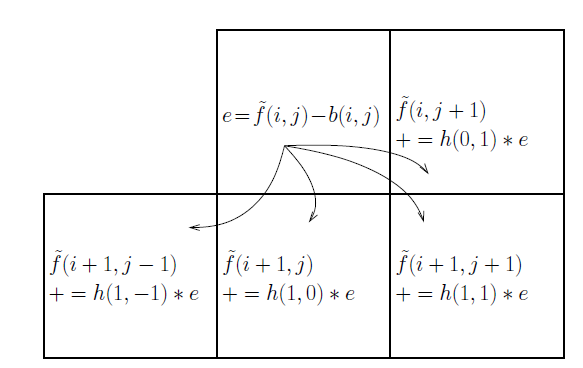 e=f̃(i,j)−b(i,j)
f̃(i,j+1)
+=h(0,1)∗e
f̃(i+1,j−1)
+=h(1,−1)∗e
f̃(i+1,j)
+=h(1,0)∗e
f̃(i+1,j+1)
+=h(1,1)∗e